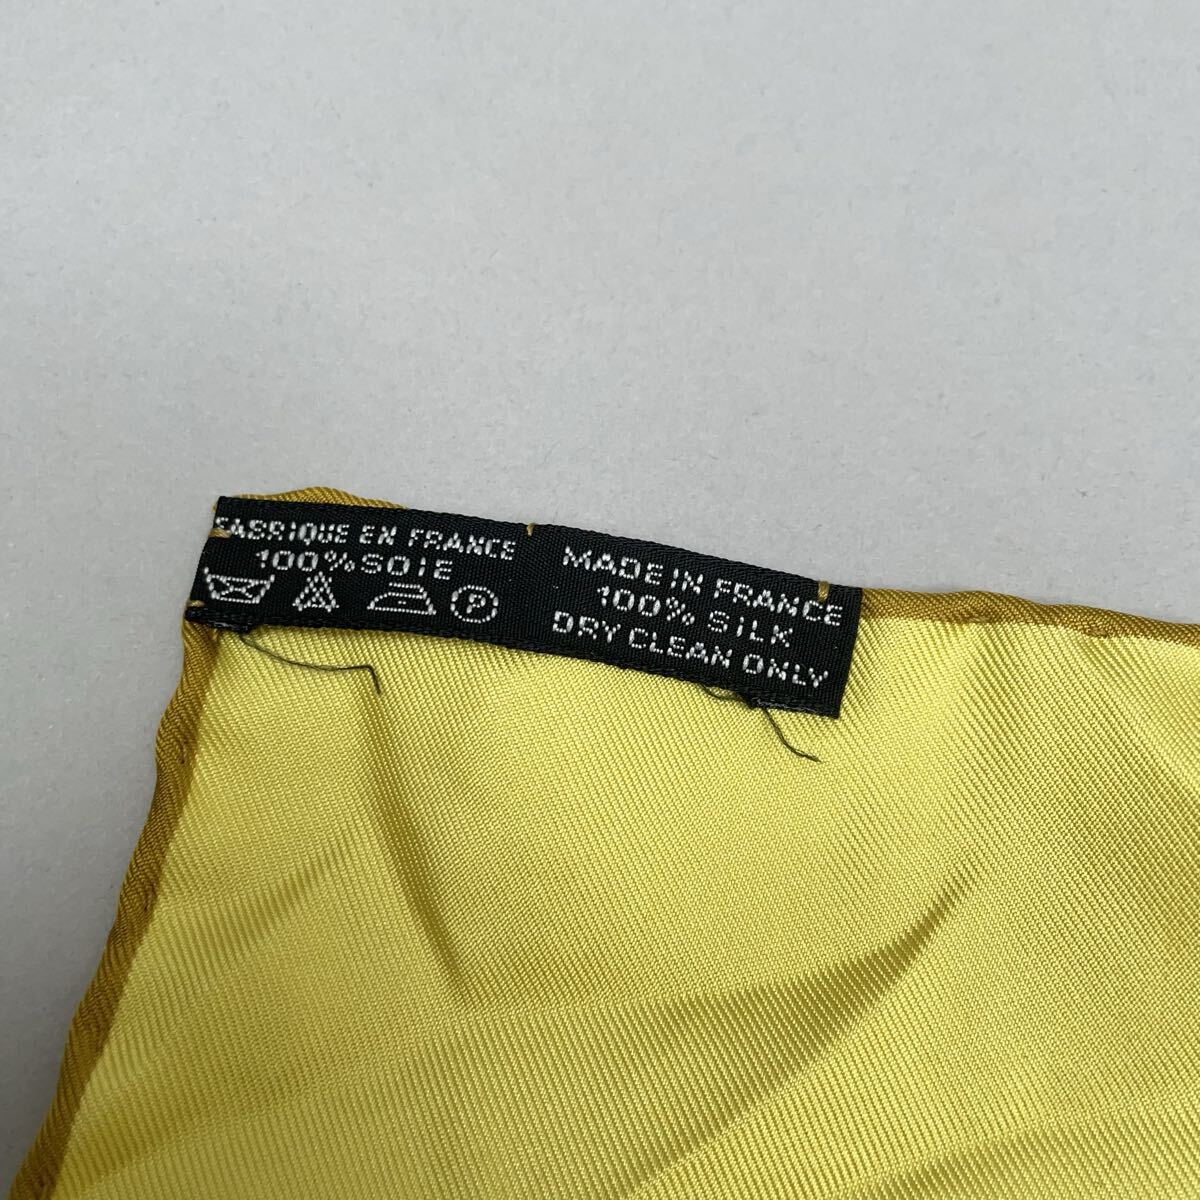 FABRIQUE EN FRANCE
100% SOIE
P
MADE IN FRANCE
100% SILK
DRY CLEAN ONLY